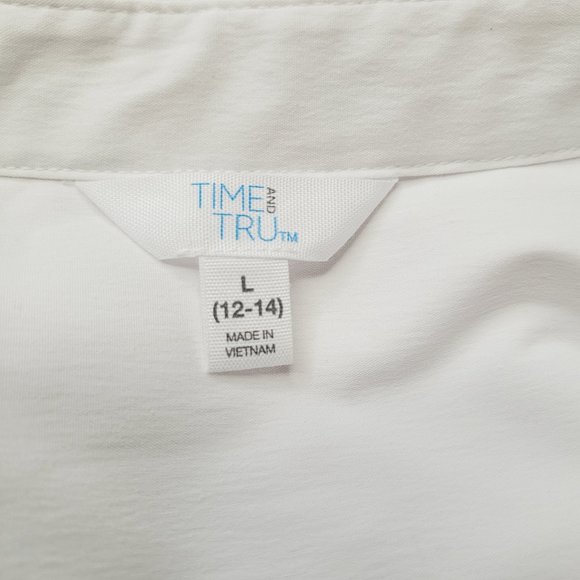 TIME AND
TRU™
L
(12-14)
MADE IN
VIETNAM